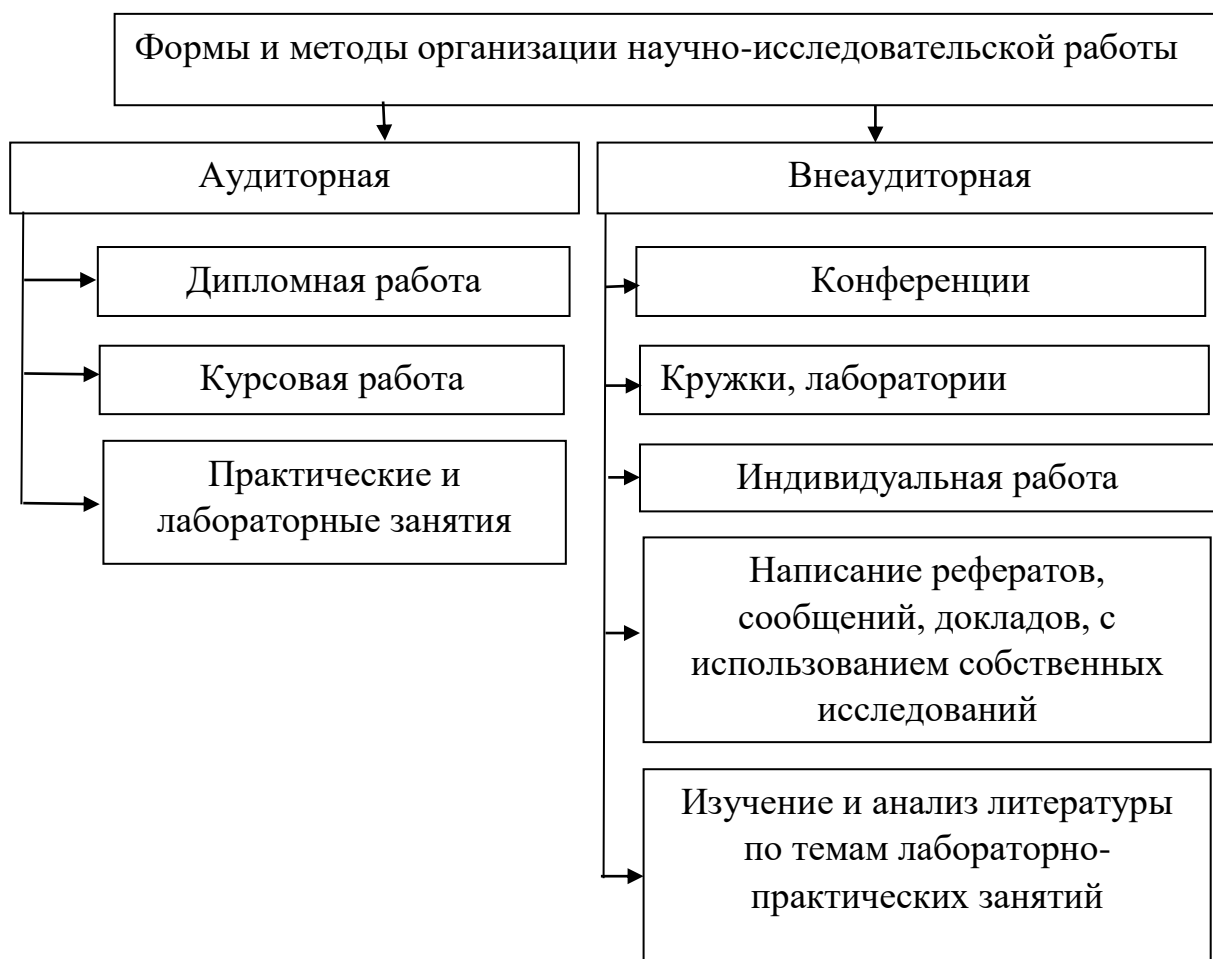 Формы и методы организации научно-исследовательской работы
Аудиторная
Дипломная работа
Курсовая работа
Практические и
лабораторные занятия
Внеаудиторная
Конференции
Кружки, лаборатории
Индивидуальная работа
Написание рефератов,
сообщений, докладов, с
использованием собственных
исследований
Изучение и анализ литературы
по темам лабораторно-
практических занятий